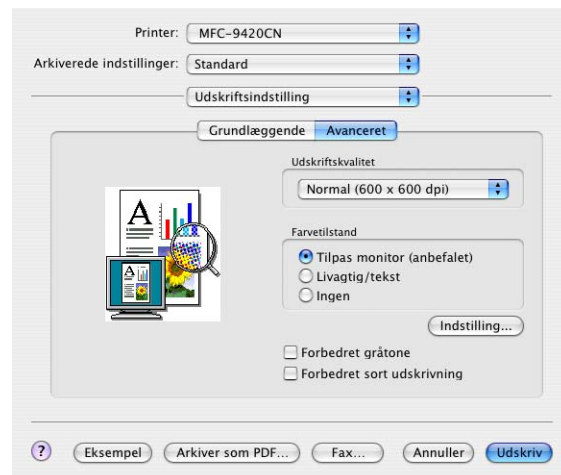 Printer: MFC-9420CN
Arkiverede indstillinger: Standard
Udskriftsindstilling
Grundlæggende Avanceret
Udskriftskvalitet
Normal (600 x 600 dpi)
Farvetilstand
Tilpas monitor (anbefalet)
Livagtig/tekst
Ingen
Indstilling...
Forbedret gråtone
Forbedret sort udskrivning
A
A
? Eksempel Arkiver som PDF... Fax... Annuller Udskriv